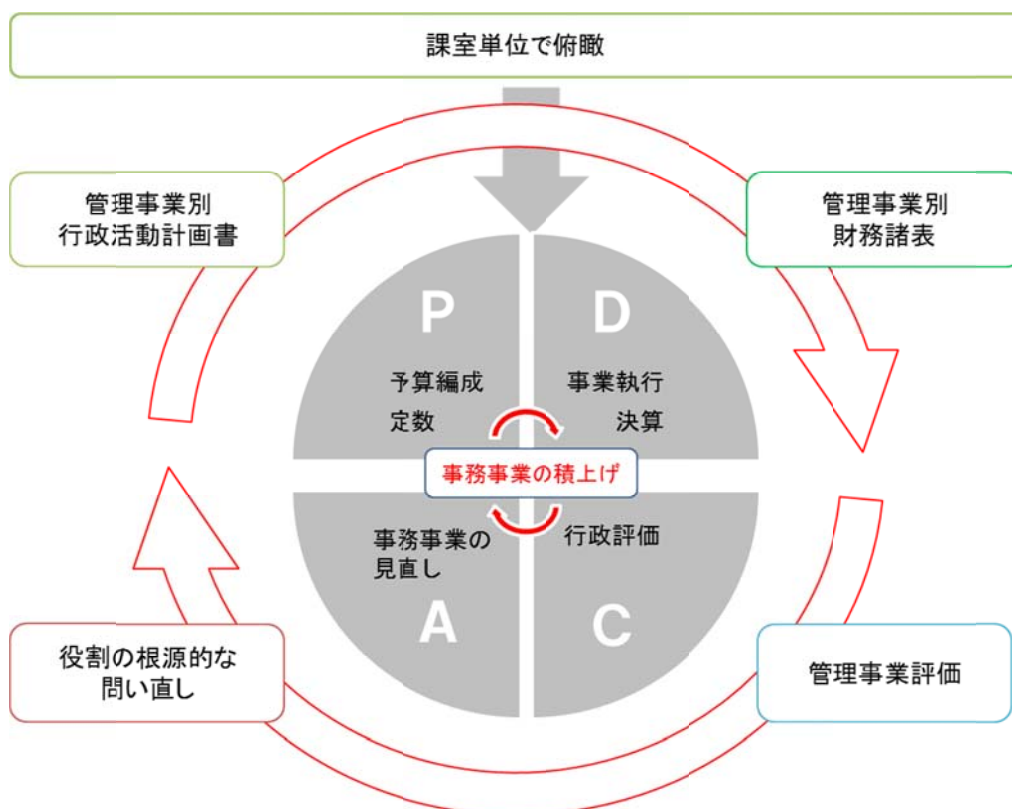 課室単位で俯瞰
管理事業別
行政活動計画書
管理事業別
財務諸表
P
予算編成
定数
D
事業執行
決算
事務事業の積上げ
事務事業の
見直し
A
行政評価
C
役割の根源的な
問い直し
管理事業評価